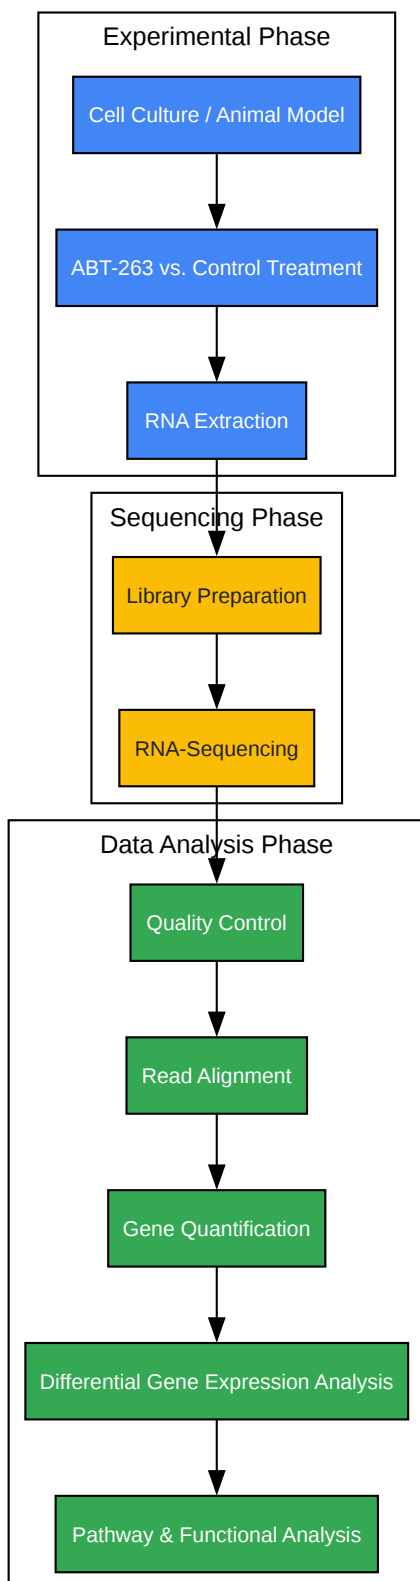 Experimental Phase
Cell Culture / Animal Model
ABT-263 vs. Control Treatment
RNA Extraction
Sequencing Phase
Library Preparation
RNA-Sequencing
Data Analysis Phase
Quality Control
Read Alignment
Gene Quantification
Differential Gene Expression Analysis
Pathway & Functional Analysis